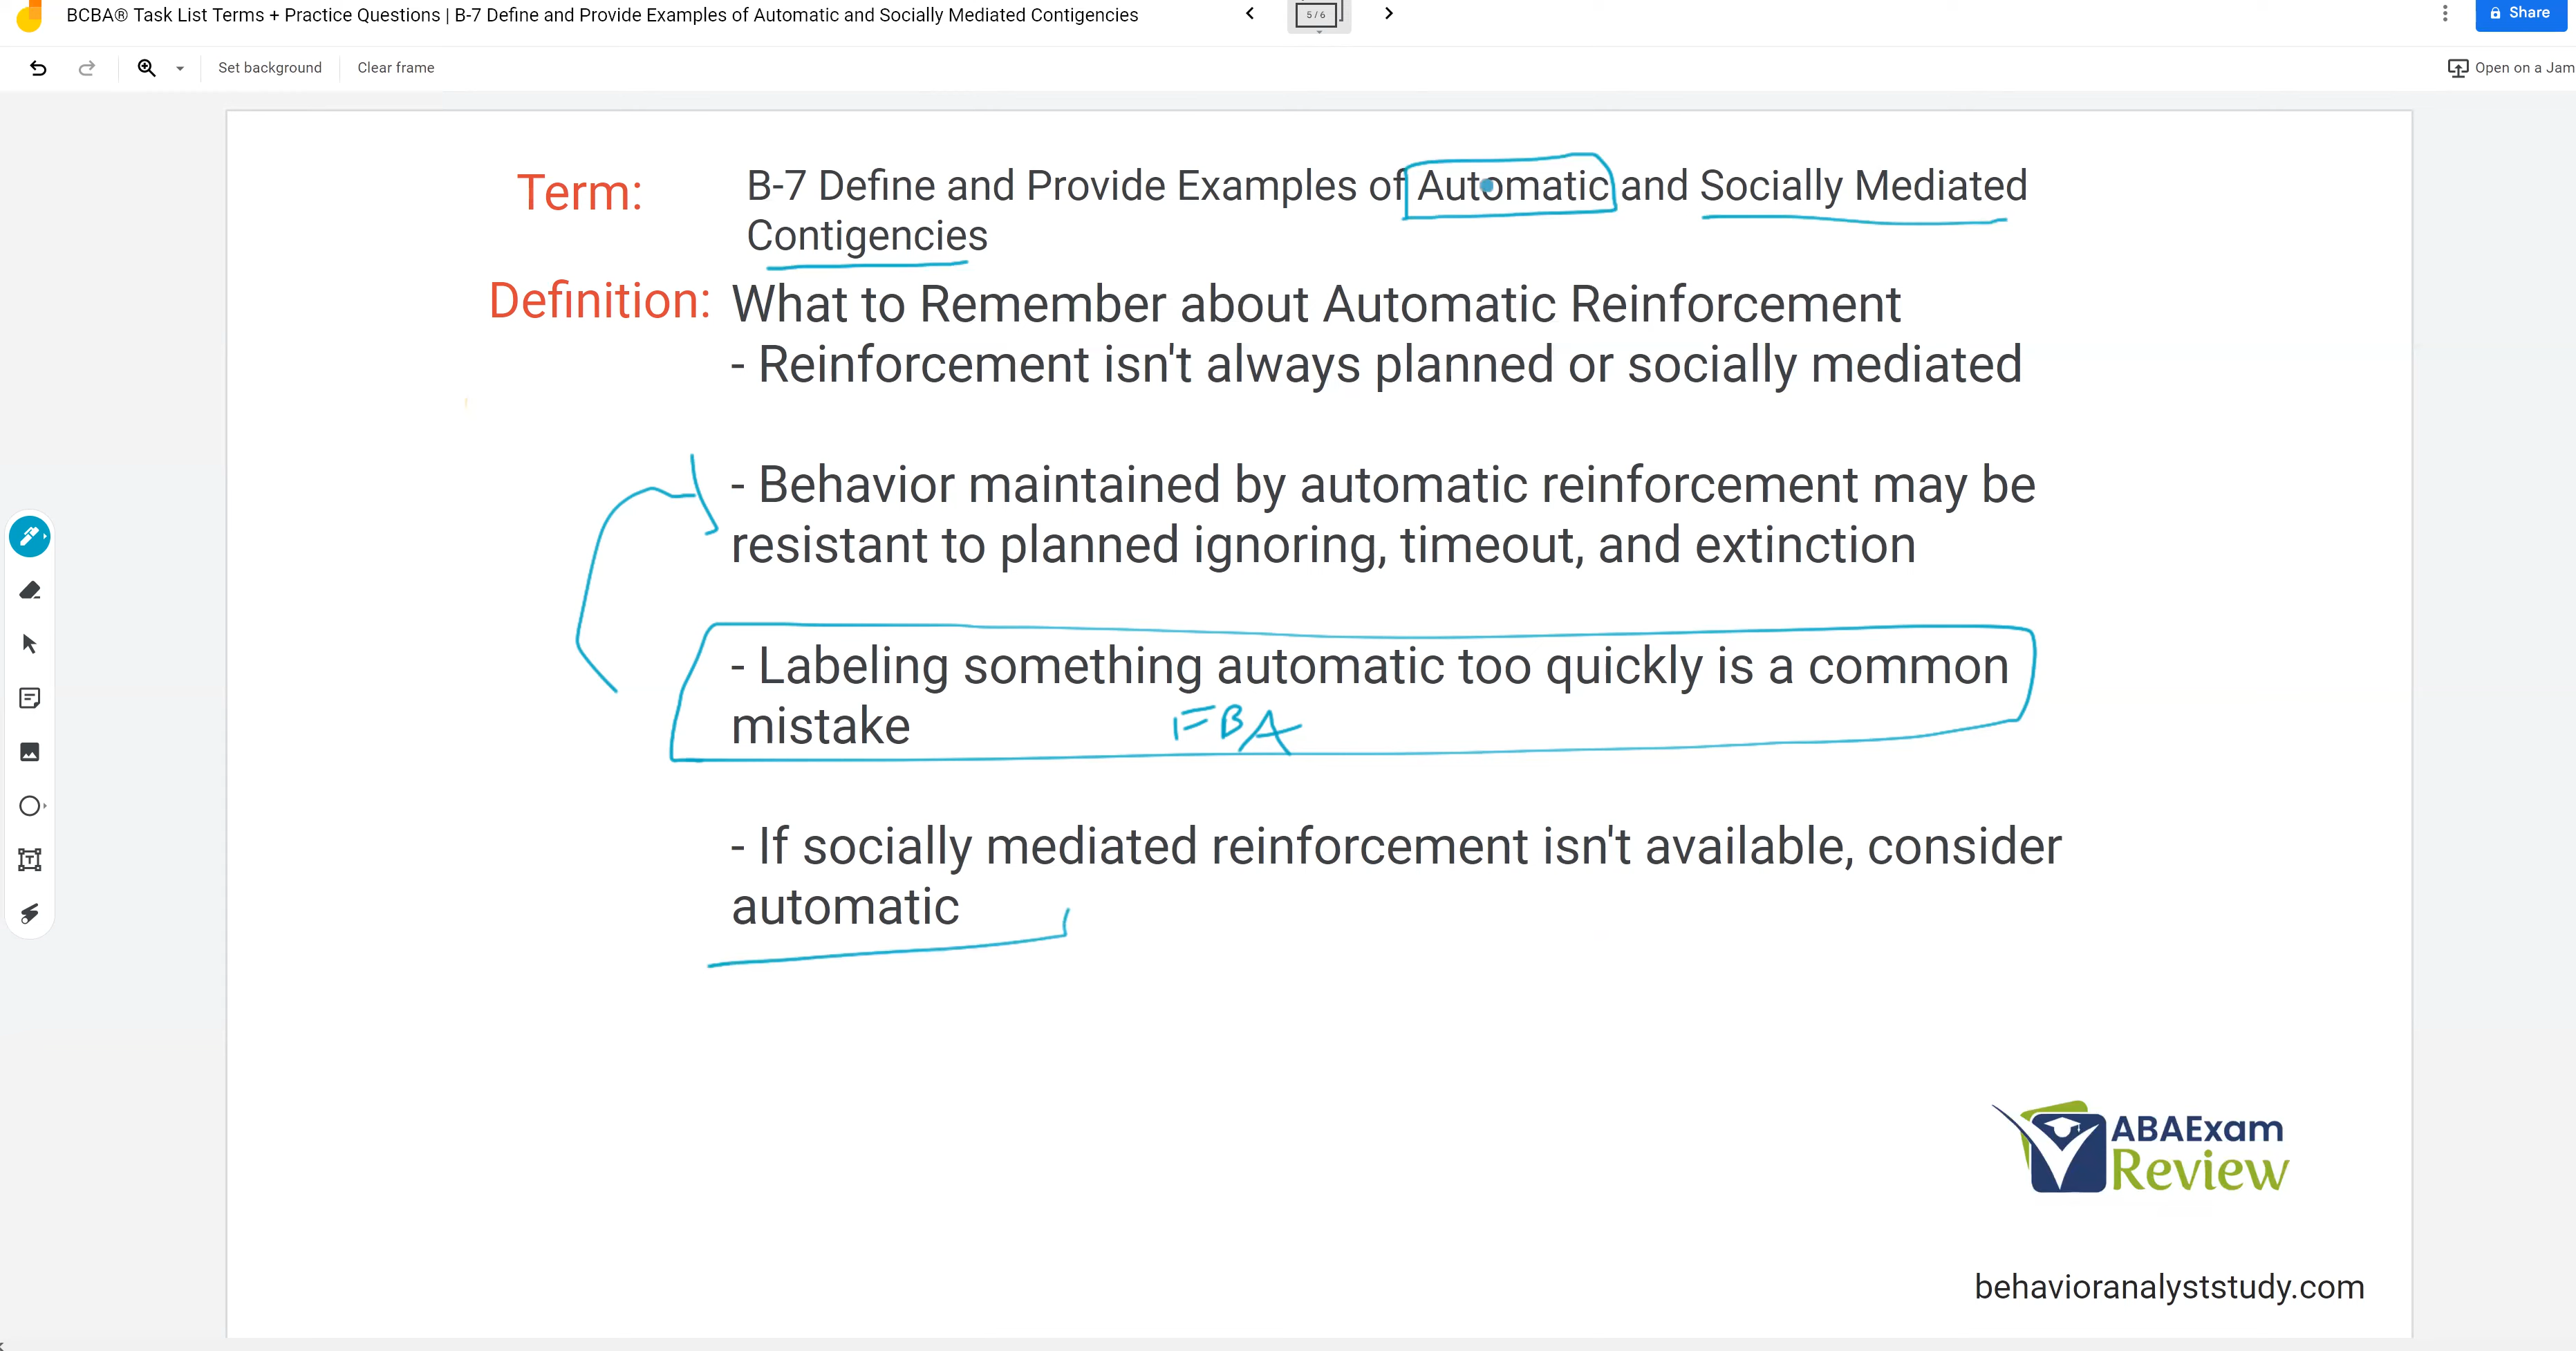 BCBA® Task List Terms + Practice Questions | B-7 Define and Provide Examples of Automatic and Socially Mediated Contigencies
5 / 6
Share
Set background
Clear frame
Open on a Jam
Term:
B-7 Define and Provide Examples of Automatic and Socially Mediated
Contigencies
Definition:
What to Remember about Automatic Reinforcement
- Reinforcement isn't always planned or socially mediated
- Behavior maintained by automatic reinforcement may be
resistant to planned ignoring, timeout, and extinction
- Labeling something automatic too quickly is a common
mistake
FBA
- If socially mediated reinforcement isn't available, consider
automatic
ABAExam
Review
behavioranalyststudy.com